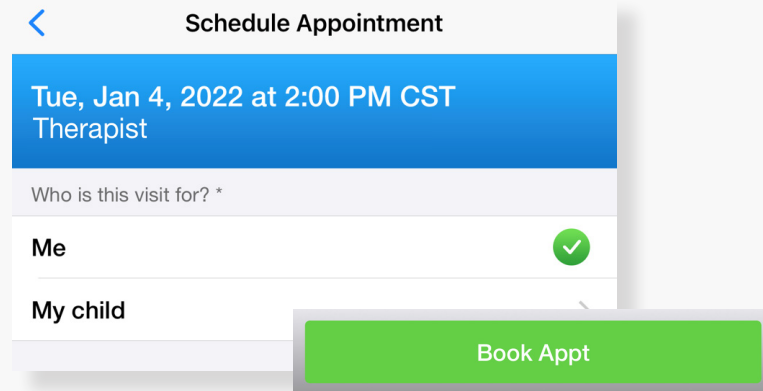 Schedule Appointment
Tue, Jan 4, 2022 at 2:00 PM CST
Therapist
Who is this visit for? *
Me
My child
Book Appt